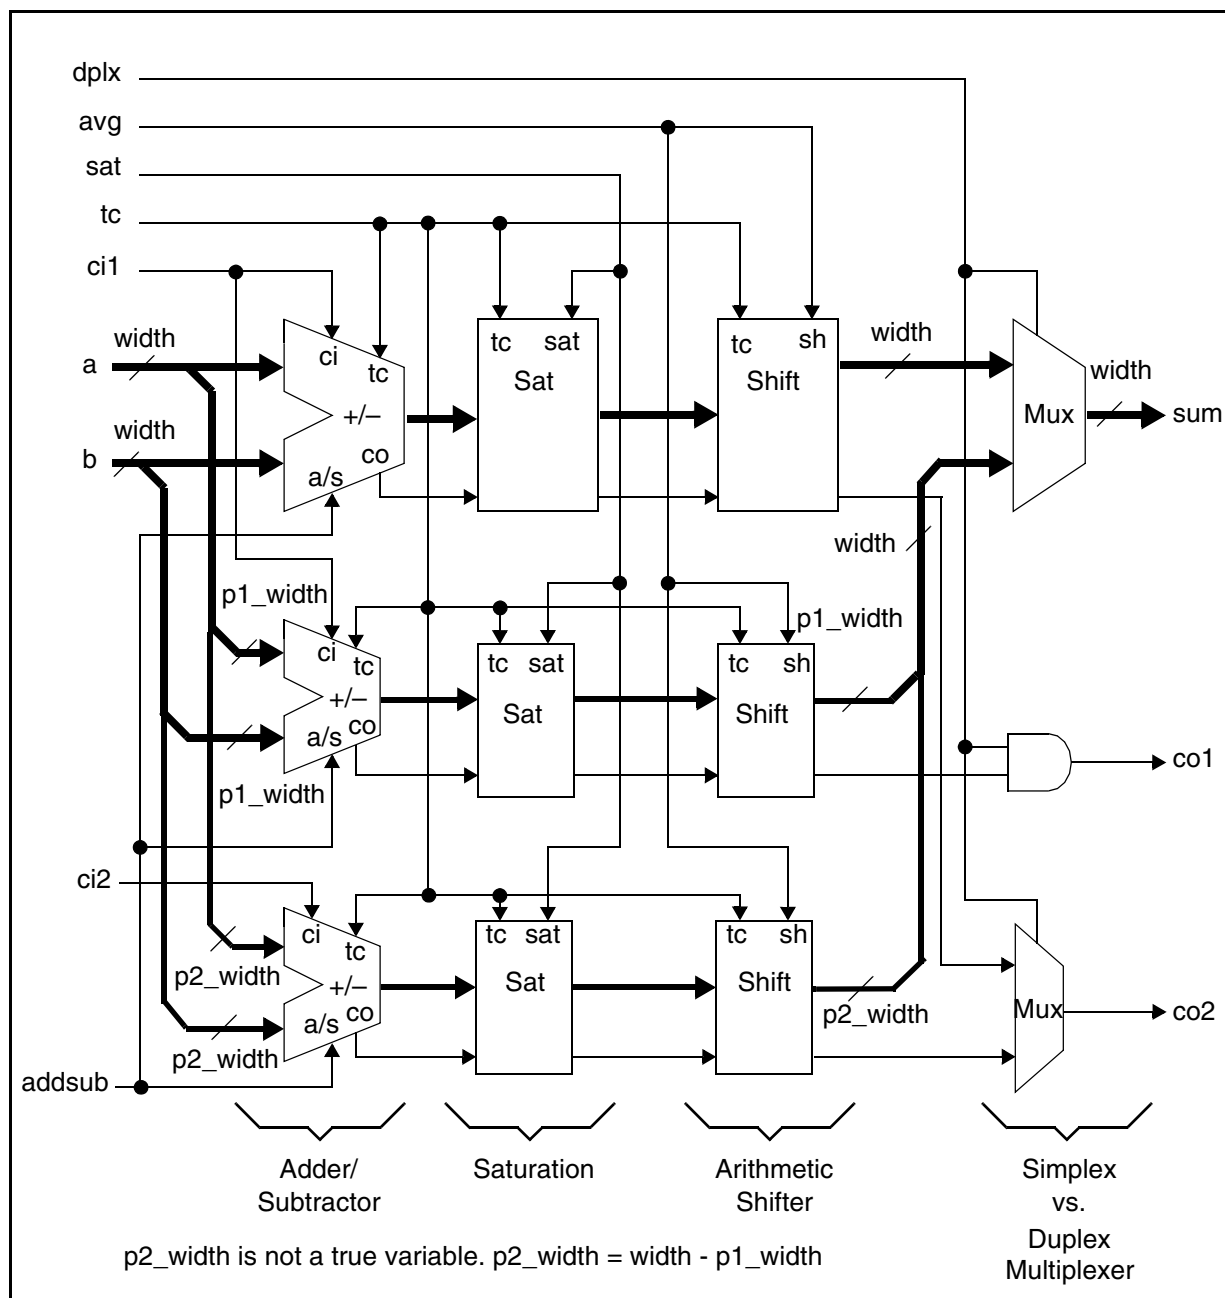 dplx
avg
sat
tc
ci1
width
a
width
b
ci
tc
+/–
co
a/s
tc sat
Sat
tc sh
Shift
width
Mux
width
sum
width
p1_width
ci
tc
+/–
co
a/s
p1_width
tc sat
Sat
p1_width
tc sh
Shift
co1
ci2
ci
tc
+/–
co
a/s
p2_width
p2_width
tc sat
Sat
tc sh
Shift
p2_width
Mux
co2
addsub
Adder/
Subtractor
Saturation
Arithmetic
Shifter
Simplex
vs.
Duplex
Multiplexer
p2_width is not a true variable. p2_width = width - p1_width